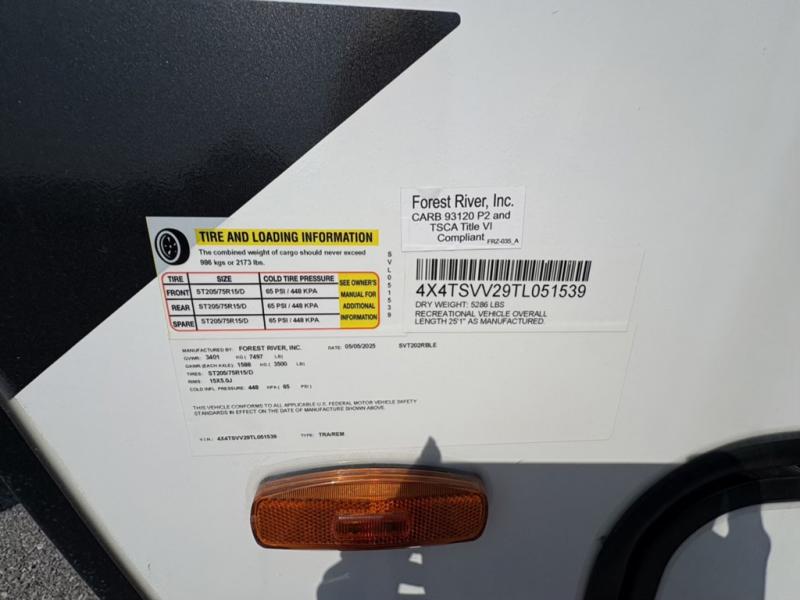 Forest River, Inc.
CARB 93120 P2 and
TSCA Title VI
Compliant
FRZ-035_A
TIRE AND LOADING INFORMATION
The combined weight of cargo should never exceed
986 kgs or 2173 lbs.
TIRE SIZE COLD TIRE PRESSURE
FRONT ST205/75R15/D 65 PSI / 448 KPA
REAR ST205/75R15/D 65 PSI / 448 KPA
SPARE ST205/75R15/D 65 PSI / 448 KPA
SEE OWNER'S
MANUAL FOR
ADDITIONAL
INFORMATION
SVL051539
4X4TSVV29TL051539
DRY WEIGHT: 5286 LBS
RECREATIONAL VEHICLE OVERALL
LENGTH 25'1" AS MANUFACTURED.
MANUFACTURED BY: FOREST RIVER, INC. DATE: 05/05/2025 SVT202RBLE
GVWR: 3401 KG ( 7497 LB)
GAWR (EACH AXLE) 1588 KG ( 3500 LB)
TIRES: ST205/75R15/D
RIMS: 15X5.0J
COLD INFL. PRESSURE: 448 KPA ( 65 PSI)
THIS VEHICLE CONFORMS TO ALL APPLICABLE U.S. FEDERAL MOTOR VEHICLE SAFETY
STANDARDS IN EFFECT ON THE DATE OF MANUFACTURE SHOWN ABOVE.
V.I.N.: 4X4TSVV29TL051539 TYPE: TRA/REM